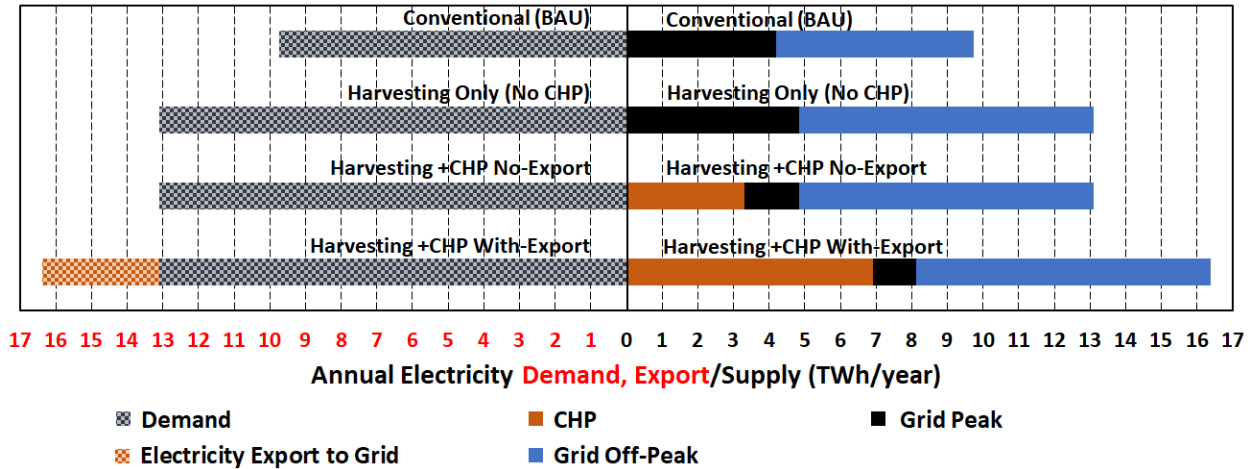 Conventional (BAU) Conventional (BAU)
Harvesting Only (No CHP) Harvesting Only (No CHP)
Harvesting +CHP No-Export Harvesting +CHP No-Export
Harvesting +CHP With-Export Harvesting +CHP With-Export
17 16 15 14 13 12 11 10 9 8 7 6 5 4 3 2 1 0 1 2 3 4 5 6 7 8 9 10 11 12 13 14 15 16 17
Annual Electricity Demand, Export/Supply (TWh/year)
Demand CHP Grid Peak
Electricity Export to Grid Grid Off-Peak